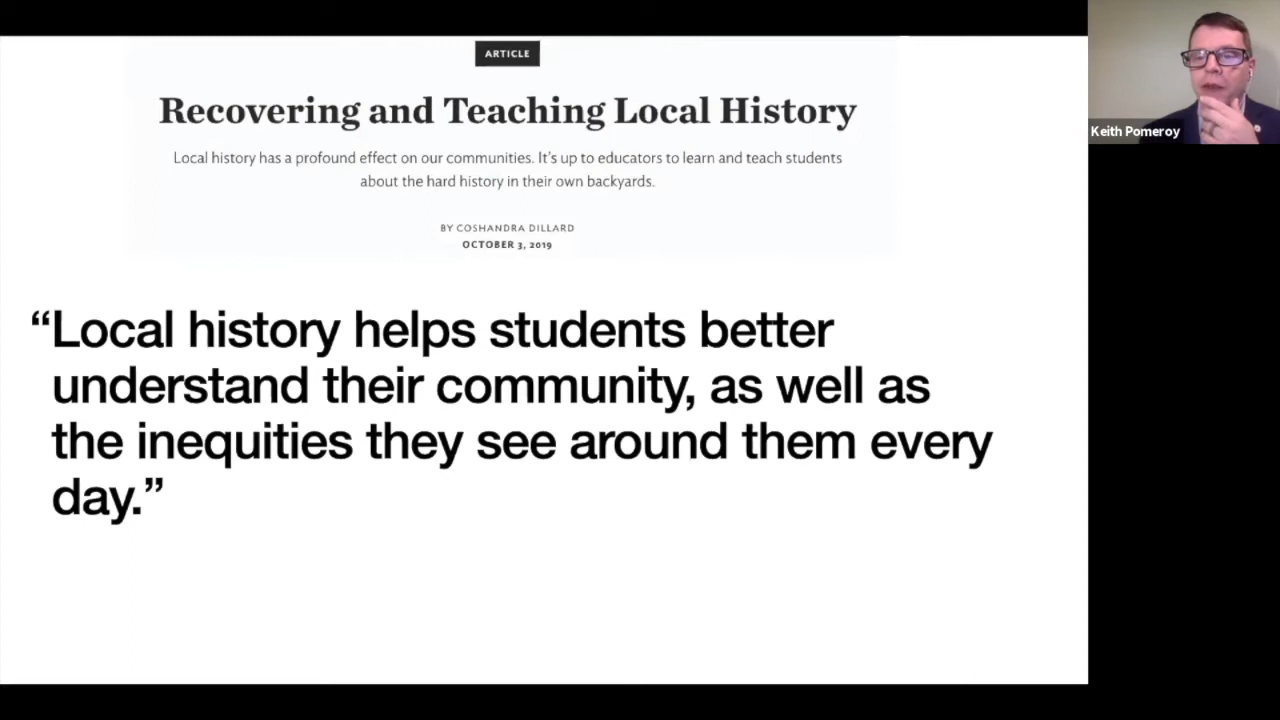 ARTICLE
Recovering and Teaching Local History
Local history has a profound effect on our communities. It's up to educators to learn and teach students
about the hard history in their own backyards.
BY COSHANDRA DILLARD
OCTOBER 3, 2019
“Local history helps students better
understand their community, as well as
the inequities they see around them every
day.”
Keith Pomeroy